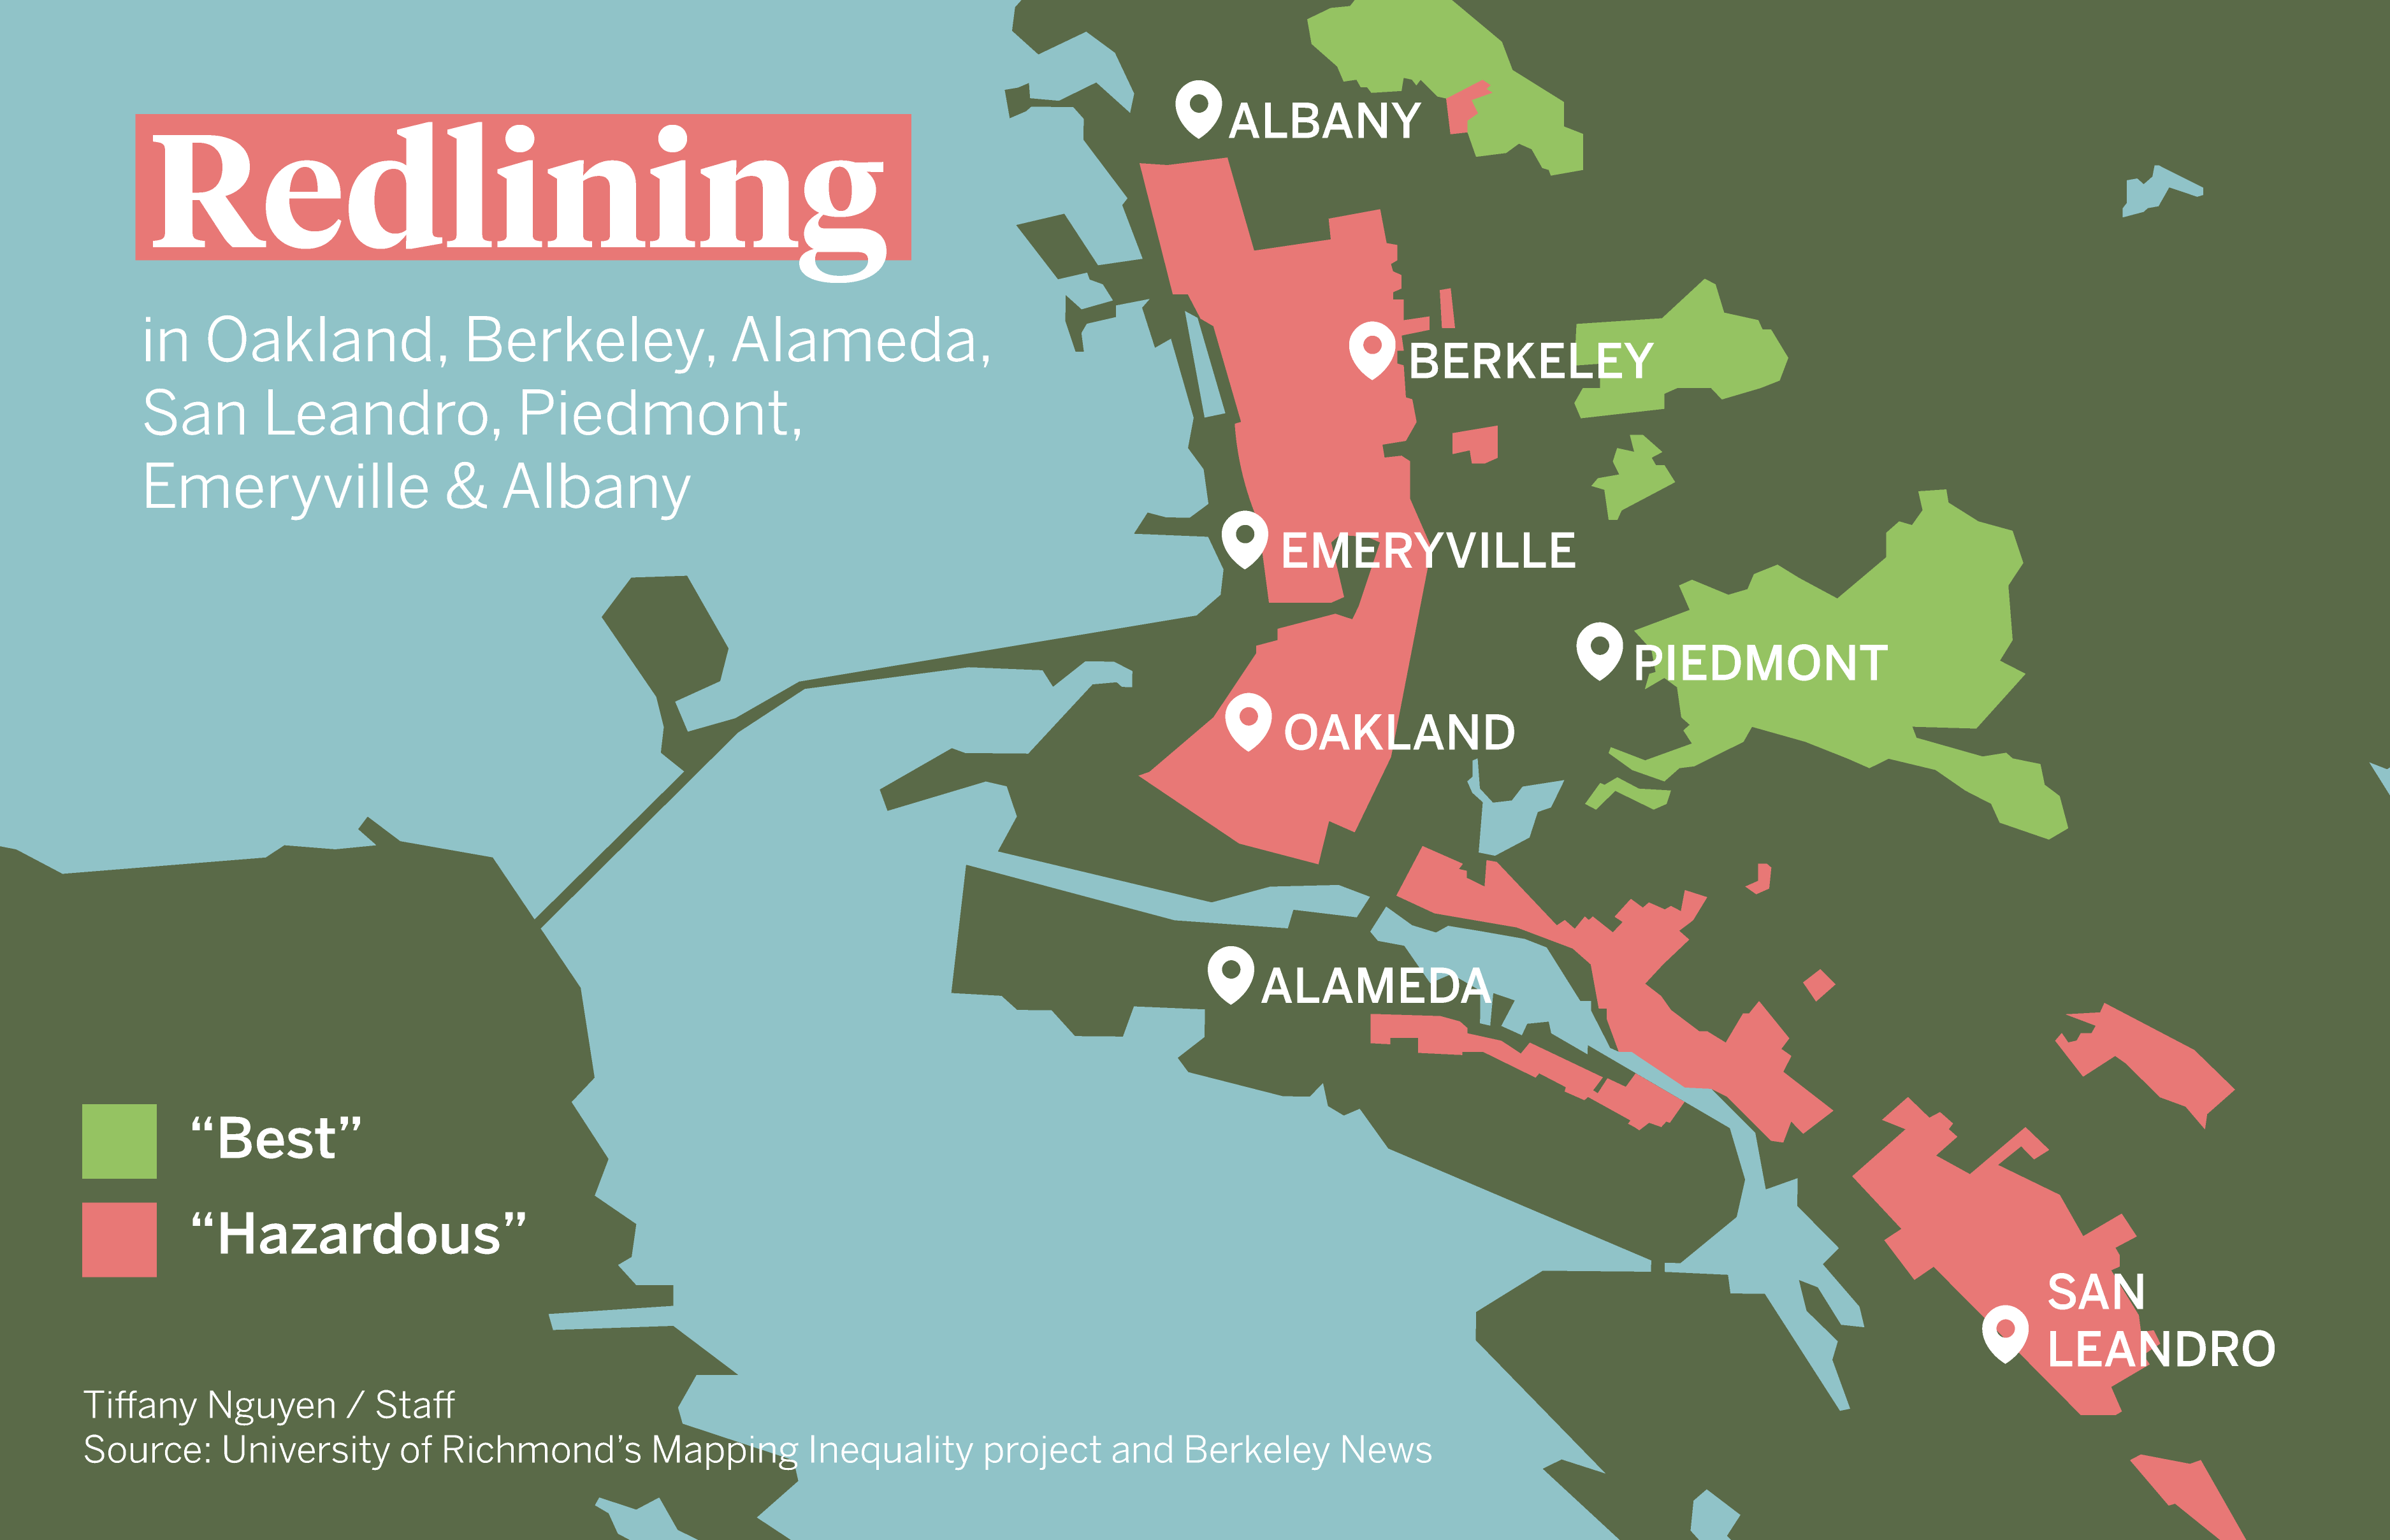 Redlining
in Oakland, Berkeley, Alameda,
San Leandro, Piedmont,
Emeryville & Albany
ALBANY
BERKELEY
EMERYVILLE
PIEDMONT
OAKLAND
ALAMEDA
SAN
LEANDRO
“Best”
“Hazardous”
Tiffany Nguyen / Staff
Source: University of Richmond’s Mapping Inequality project and Berkeley News